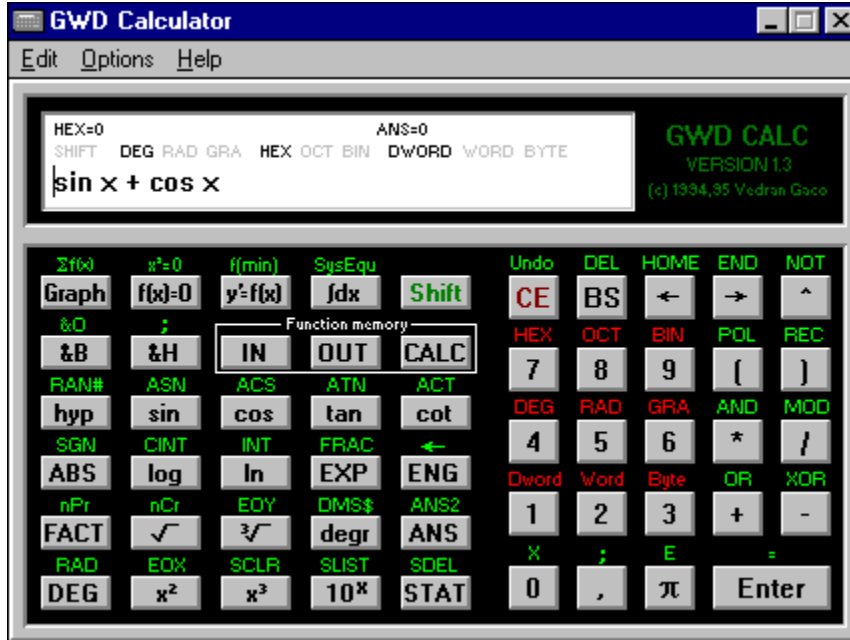 GWD Calculator
Edit Options Help
HEX=0 ANS=0
SHIFT DEG RAD GRA HEX OCT BIN DWORD WORD BYTE
sin x + cos x
GWD CALC
VERSION 1.3
(c) 1994,95 Vedran Gaco
Σf(x) x³=0 f(min) SysEqu
Graph f(x)=0 y'=f(x) ∫dx Shift
&O ; Function memory
&B &H IN OUT CALC
RAN# ASN ACS ATN ACT
hyp sin cos tan cot
SGN CINT INT FRAC ←
ABS log ln EXP ENG
nPr nCr EOY DMS$ ANS2
FACT √ ³√ degr ANS
RAD EOX SCLR SLIST SDEL
DEG x² x³ 10ˣ STAT
Undo DEL HOME END NOT
CE BS ← → ^
HEX OCT BIN POL REC
7 8 9 ( )
DEG RAD GRA AND MOD
4 5 6 * /
Dword Word Byte OR XOR
1 2 3 + -
X ; E =
0 , π Enter